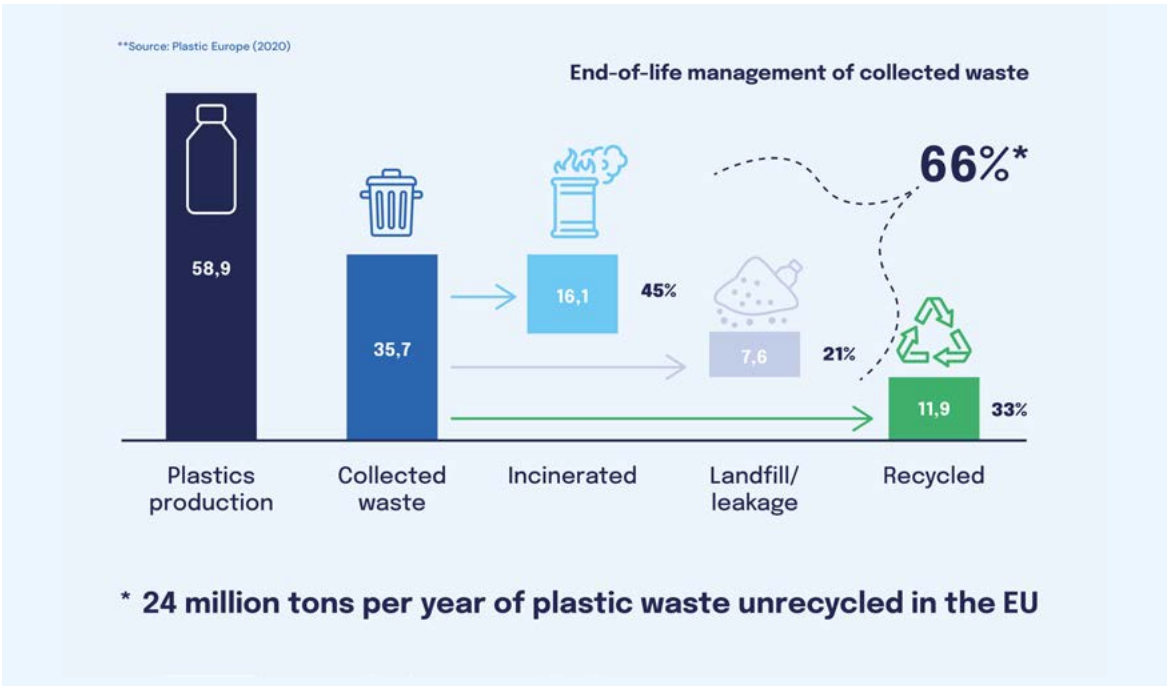 **Source: Plastic Europe (2020)
End-of-life management of collected waste
66%*
58,9
35,7
16,1
45%
7,6
21%
11,9
33%
Plastics
production
Collected
waste
Incinerated
Landfill/
leakage
Recycled
* 24 million tons per year of plastic waste unrecycled in the EU